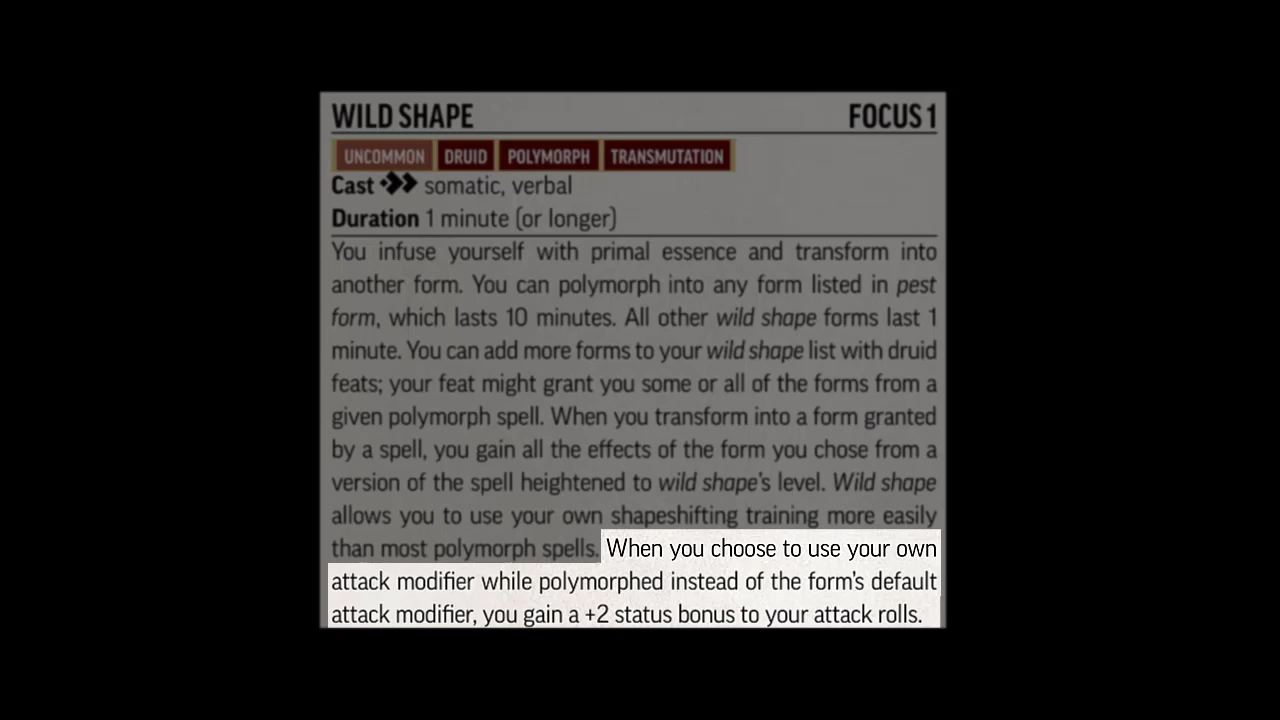 WILD SHAPE FOCUS 1
UNCOMMON DRUID POLYMORPH TRANSMUTATION
Cast somatic, verbal
Duration 1 minute (or longer)
You infuse yourself with primal essence and transform into
another form. You can polymorph into any form listed in pest
form, which lasts 10 minutes. All other wild shape forms last 1
minute. You can add more forms to your wild shape list with druid
feats; your feat might grant you some or all of the forms from a
given polymorph spell. When you transform into a form granted
by a spell, you gain all the effects of the form you chose from a
version of the spell heightened to wild shape's level. Wild shape
allows you to use your own shapeshifting training more easily
than most polymorph spells. When you choose to use your own
attack modifier while polymorphed instead of the form's default
attack modifier, you gain a +2 status bonus to your attack rolls.